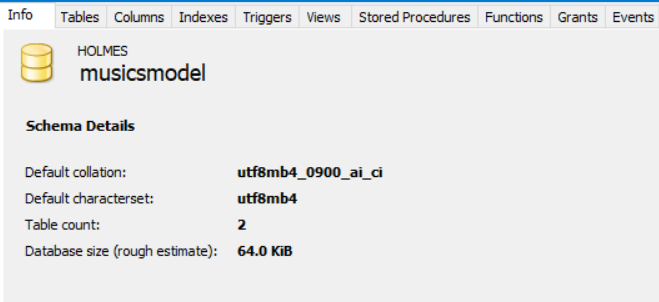 Info Tables Columns Indexes Triggers Views Stored Procedures Functions Grants Events
HOLMES
musicsmodel
Schema Details
Default collation: utf8mb4_0900_ai_ci
Default characterset: utf8mb4
Table count: 2
Database size (rough estimate): 64.0 KiB